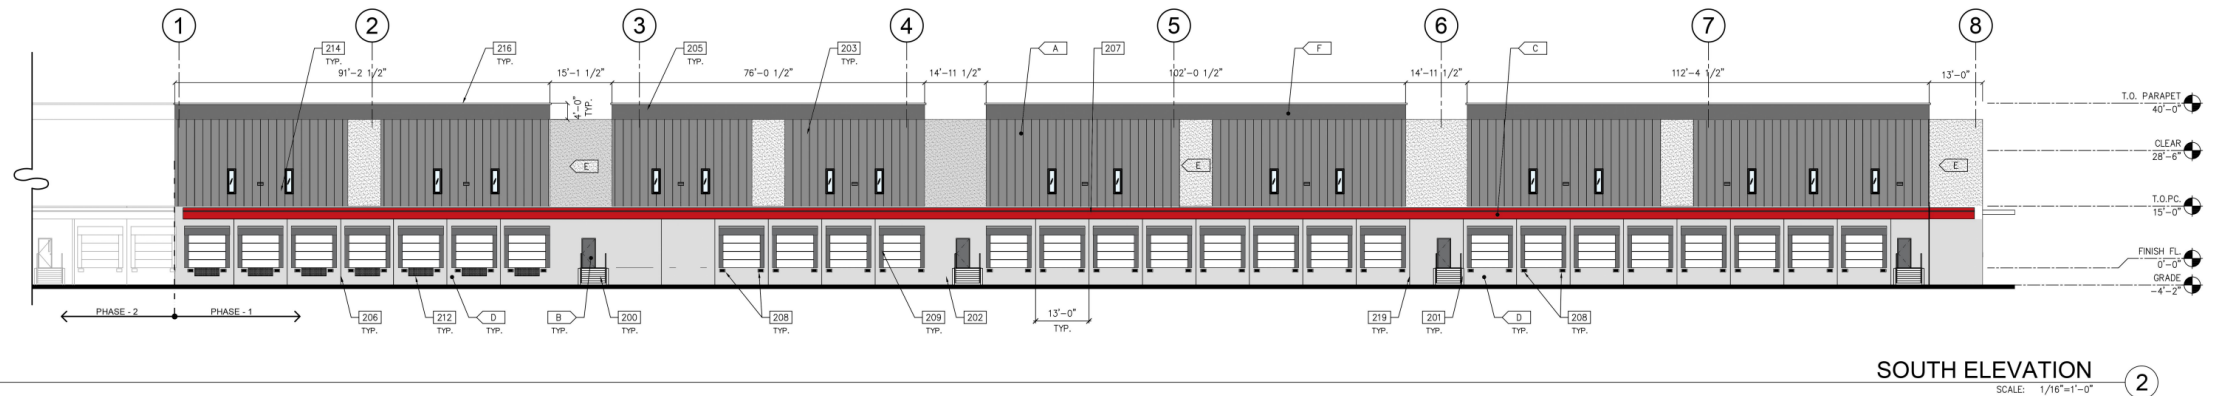 1 2 3 4 5 6 7 8
214 216 205 203 A 207 F C
TYP. TYP. TYP. TYP.
91'-2 1/2" 15'-1 1/2" 76'-0 1/2" 14'-11 1/2" 102'-0 1/2" 14'-11 1/2" 112'-4 1/2" 13'-0"
4'-0"
TYP.
T.O. PARAPET
40'-0"
CLEAR
28'-6"
E E E
T.O.PC.
15'-0"
FINISH FL.
0'-0"
GRADE
-4'-2"
PHASE - 2 PHASE - 1
206 212 D B 200 208 209 202 13'-0" 219 201 D 208
TYP. TYP. TYP. TYP. TYP. TYP. TYP. TYP. TYP. TYP. TYP. TYP.
SOUTH ELEVATION
SCALE: 1/16"=1'-0"
2